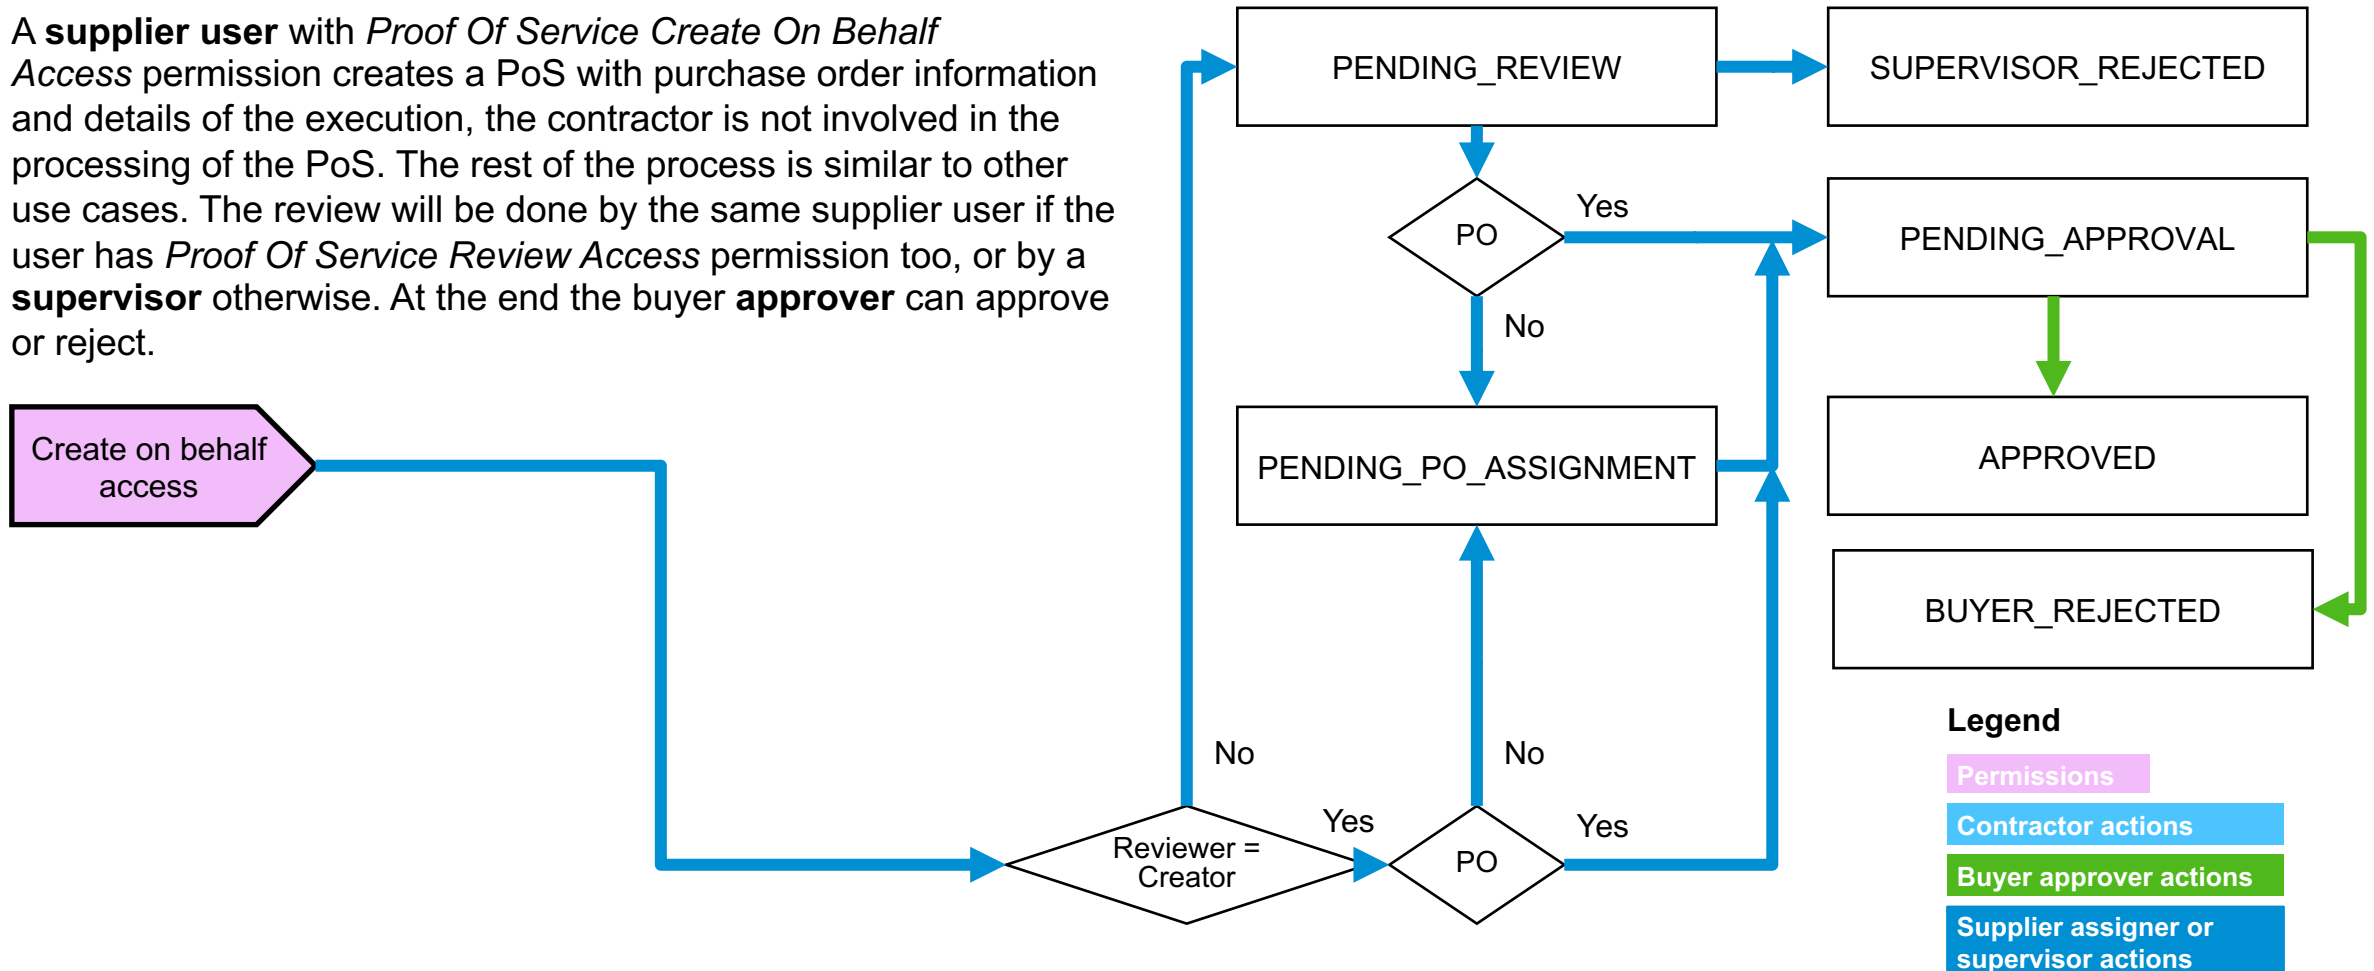 A supplier user with Proof Of Service Create On Behalf
Access permission creates a PoS with purchase order information
and details of the execution, the contractor is not involved in the
processing of the PoS. The rest of the process is similar to other
use cases. The review will be done by the same supplier user if the
user has Proof Of Service Review Access permission too, or by a
supervisor otherwise. At the end the buyer approver can approve
or reject.
PENDING_REVIEW
SUPERVISOR_REJECTED
PO
Yes
PENDING_APPROVAL
No
Create on behalf
access
PENDING_PO_ASSIGNMENT
APPROVED
BUYER_REJECTED
No
No
Yes
Yes
Reviewer =
Creator
PO
Legend
Permissions
Contractor actions
Buyer approver actions
Supplier assigner or
supervisor actions